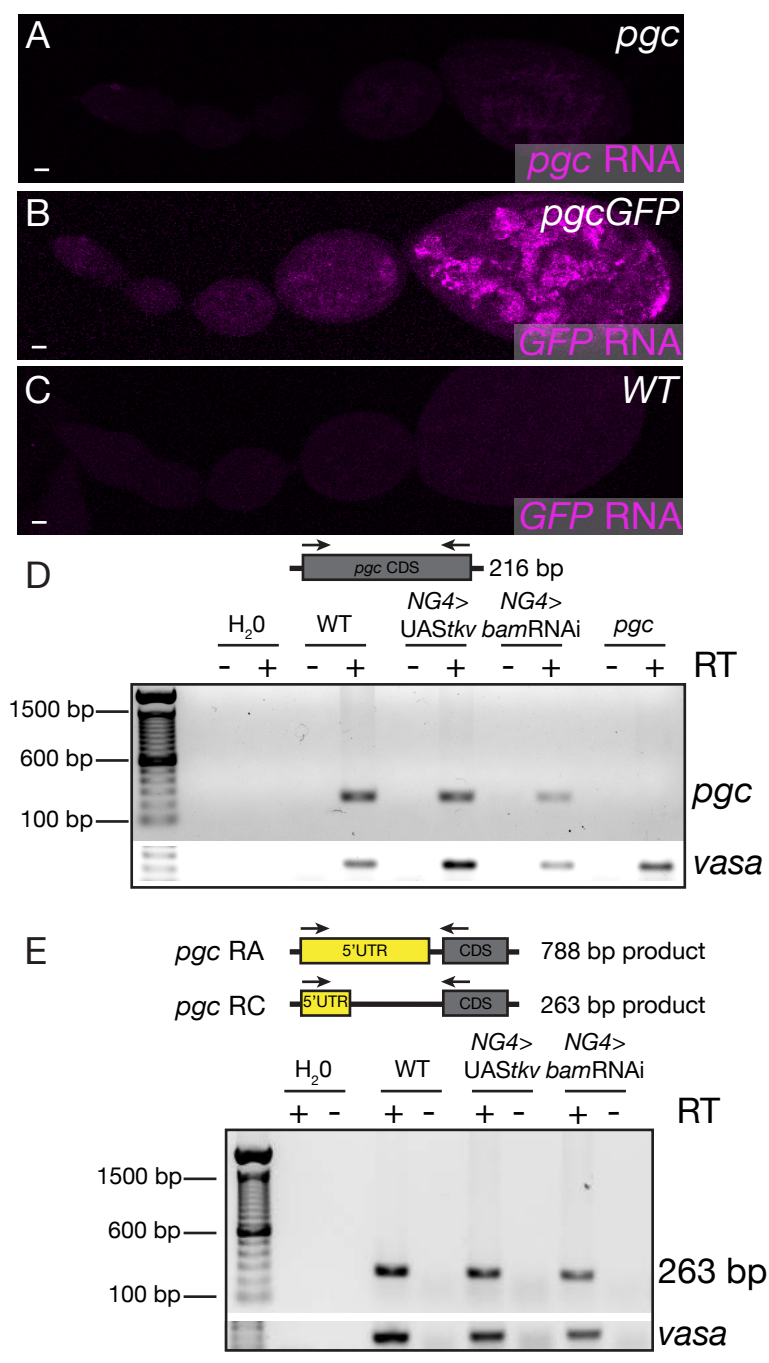 A
pgc
pgc RNA
B
pgcGFP
GFP RNA
C
WT
GFP RNA
D
pgc CDS
216 bp
NG4> NG4>
H20 WT UAStkv bamRNAi pgc
- + - + - + - + - + RT
1500 bp
600 bp
100 bp
pgc
vasa
E
pgc RA 5'UTR CDS 788 bp product
pgc RC 5'UTR CDS 263 bp product
NG4> NG4>
H20 WT UAStkv bamRNAi
+ - + - + - + - RT
1500 bp
600 bp
100 bp
263 bp
vasa